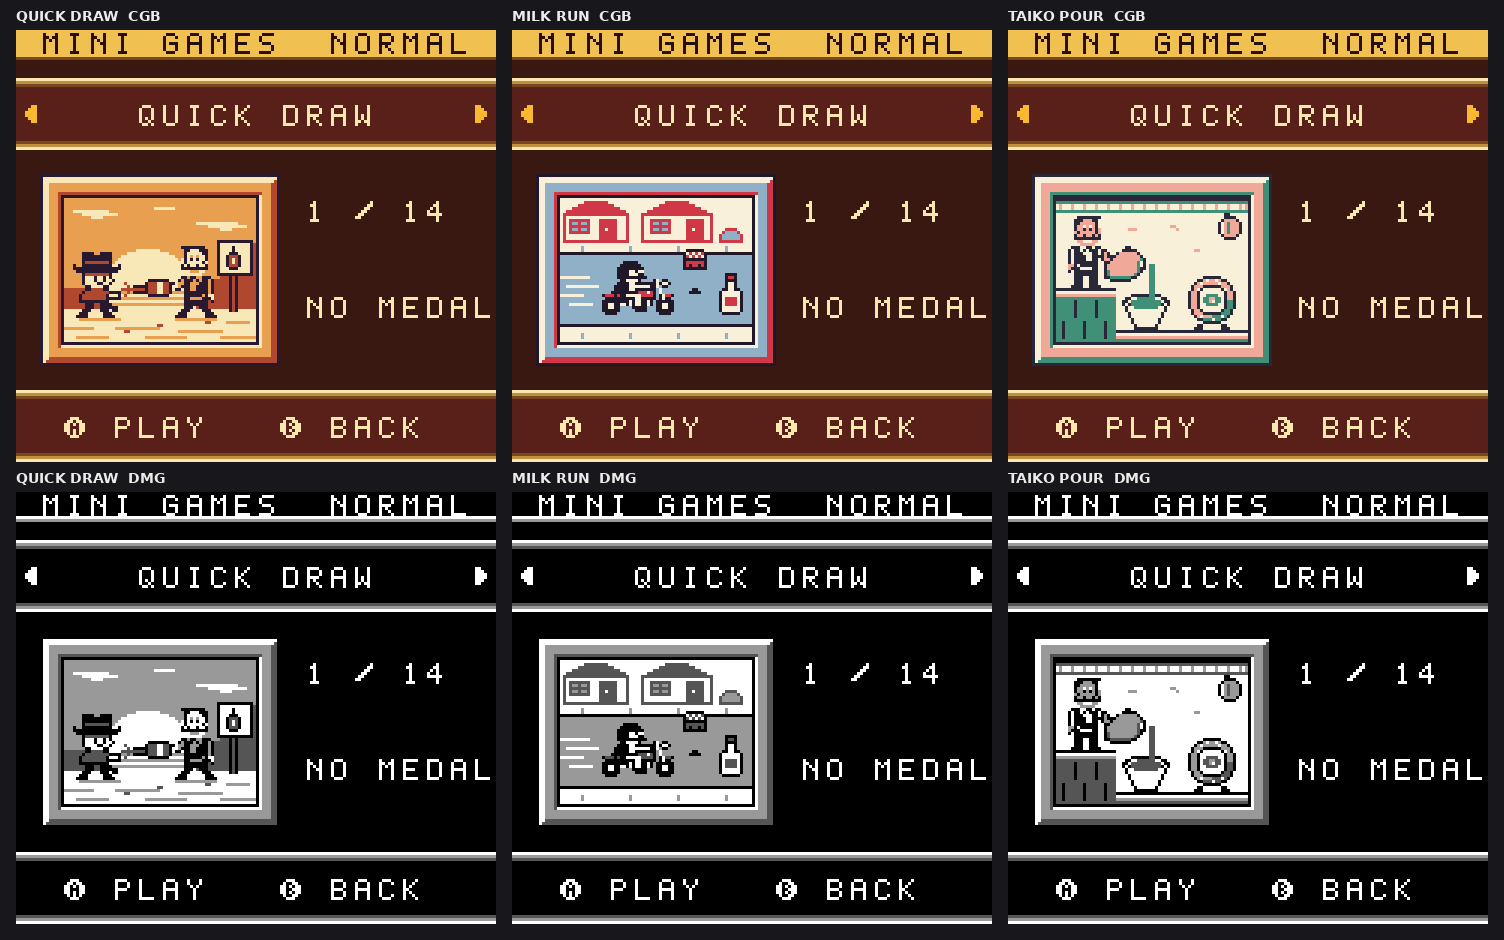 QUICK DRAW CGB
MINI GAMES NORMAL
QUICK DRAW
1 / 14
NO MEDAL
A PLAY B BACK
MILK RUN CGB
MINI GAMES NORMAL
QUICK DRAW
1 / 14
NO MEDAL
A PLAY B BACK
TAIKO POUR CGB
MINI GAMES NORMAL
QUICK DRAW
1 / 14
NO MEDAL
A PLAY B BACK
QUICK DRAW DMG
MINI GAMES NORMAL
QUICK DRAW
1 / 14
NO MEDAL
A PLAY B BACK
MILK RUN DMG
MINI GAMES NORMAL
QUICK DRAW
1 / 14
NO MEDAL
A PLAY B BACK
TAIKO POUR DMG
MINI GAMES NORMAL
QUICK DRAW
1 / 14
NO MEDAL
A PLAY B BACK